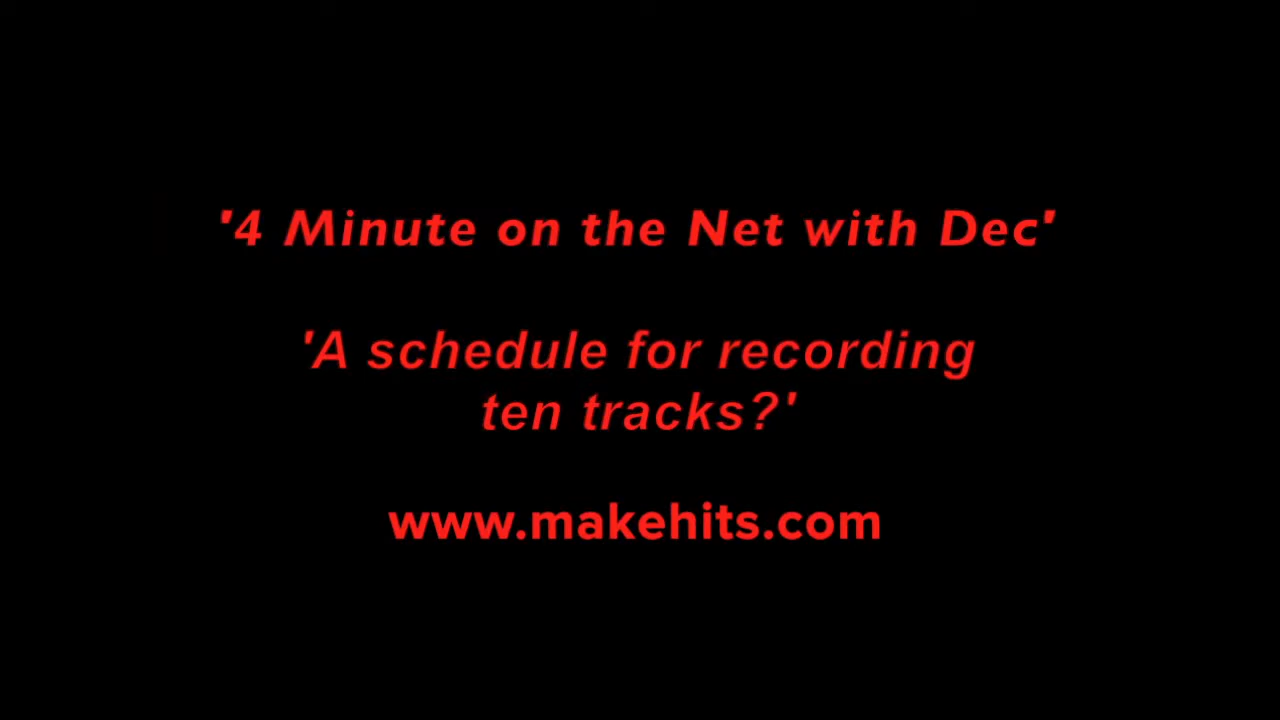 '4 Minute on the Net with Dec'
'A schedule for recording
ten tracks?'
www.makehits.com